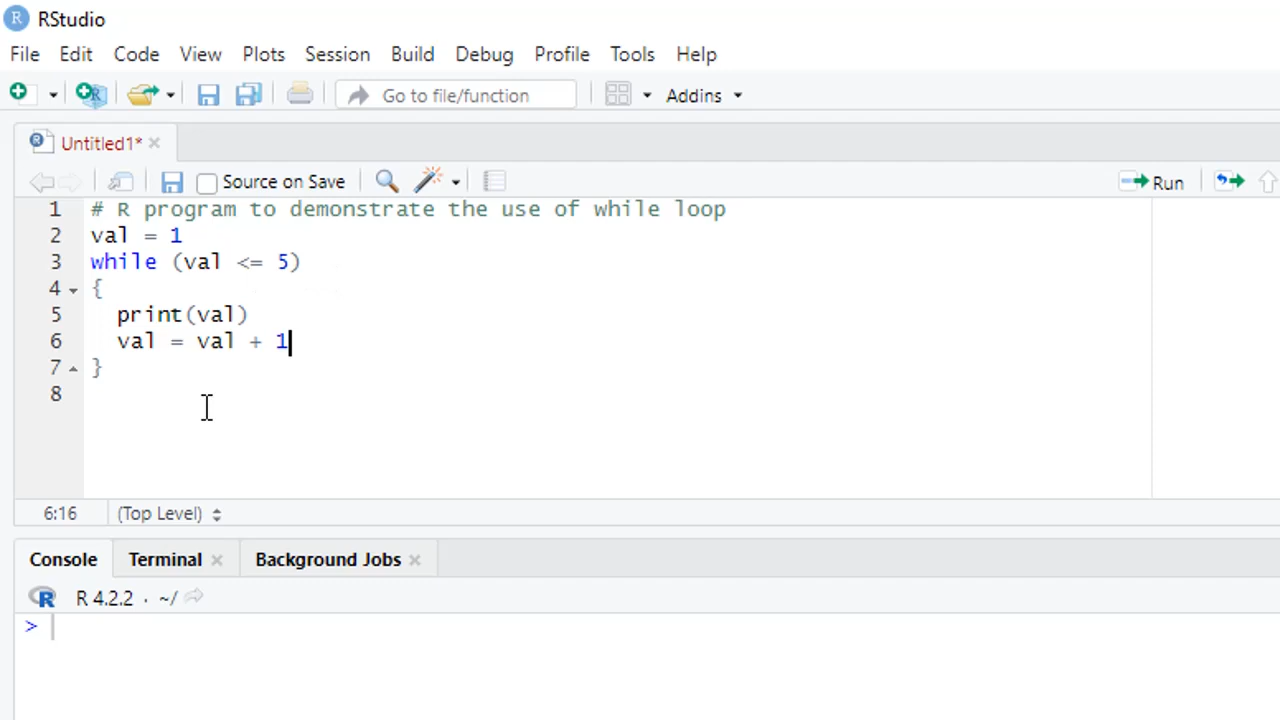 R RStudio
File Edit Code View Plots Session Build Debug Profile Tools Help
R Go to file/function Addins
R Untitled1*
Source on Save Run
1 # R program to demonstrate the use of while loop
2 val = 1
3 while (val <= 5)
4 {
5 print(val)
6 val = val + 1
7 }
8
6:16 (Top Level)
Console Terminal Background Jobs
R R 4.2.2 · ~/
>